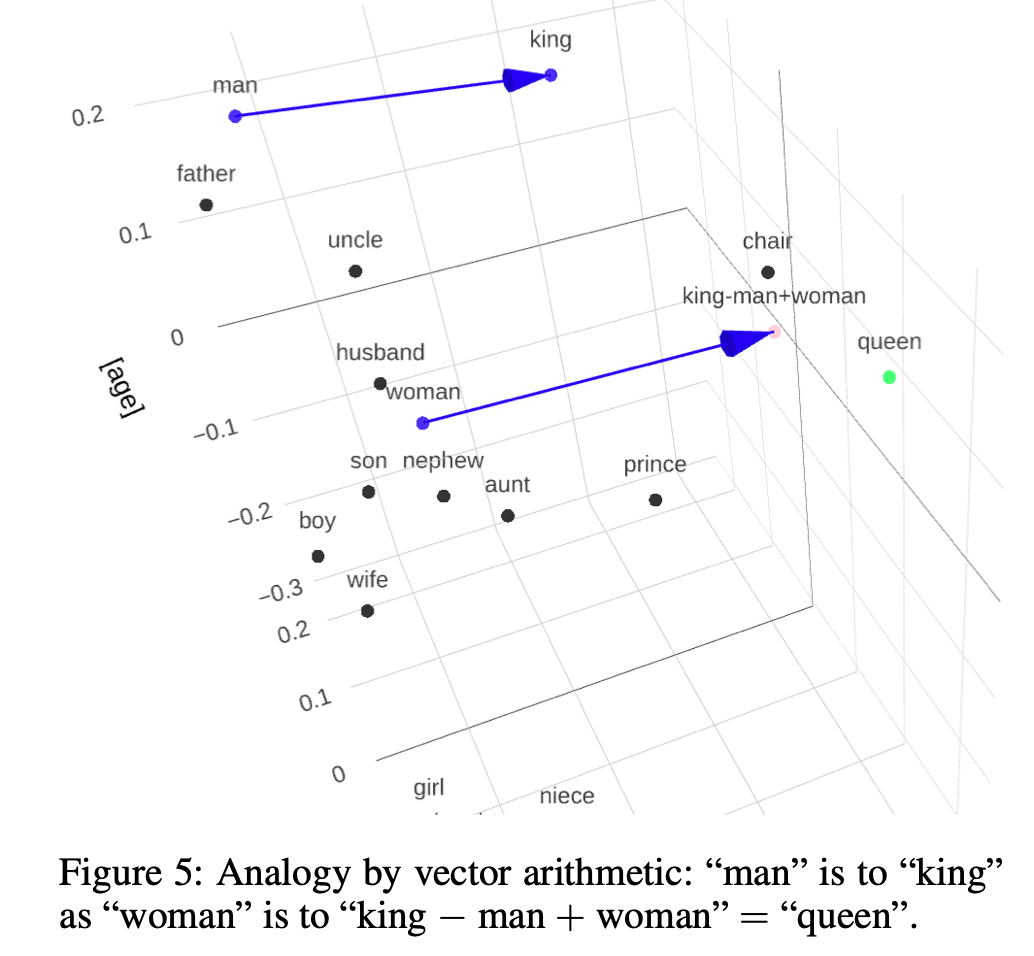 king
man
0.2
father
0.1
uncle
chair
king-man+woman
0
queen
husband
woman
[age]
−0.1
son nephew
prince
aunt
−0.2
boy
wife
−0.3
0.2
0.1
0
girl
niece
Figure 5: Analogy by vector arithmetic: “man” is to “king”
as “woman” is to “king − man + woman” = “queen”.